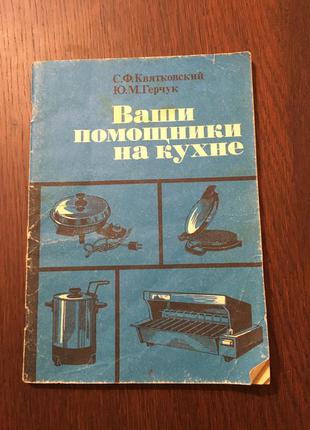 С.Ф.Квятковский
Ю.М.Герчук
Ваши
помощники
на кухне